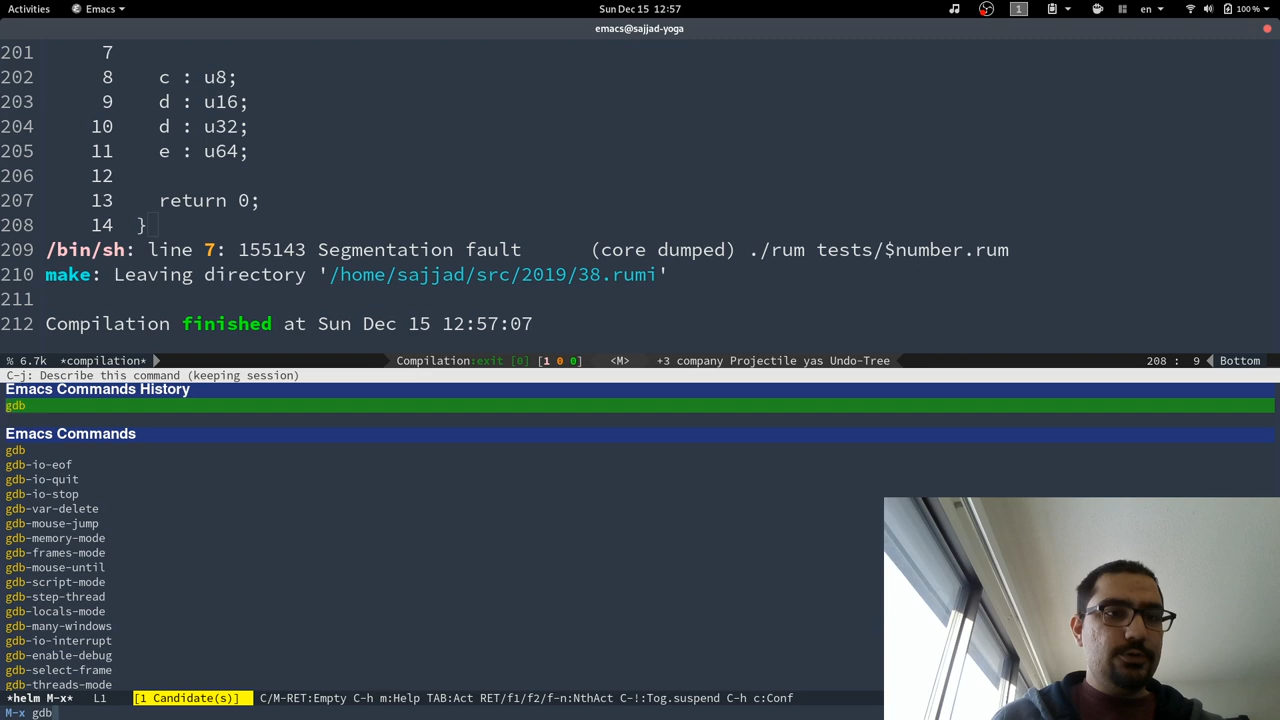 Activities Emacs Sun Dec 15 12:57 1 en 100 %
emacs@sajjad-yoga
201 7
202 8 c : u8;
203 9 d : u16;
204 10 d : u32;
205 11 e : u64;
206 12
207 13 return 0;
208 14 }
209 /bin/sh: line 7: 155143 Segmentation fault (core dumped) ./rum tests/$number.rum
210 make: Leaving directory '/home/sajjad/src/2019/38.rumi'
211
212 Compilation finished at Sun Dec 15 12:57:07
% 6.7k *compilation* Compilation:exit [0] [1 0 0] <M> +3 company Projectile yas Undo-Tree 208 : 9 Bottom
C-j: Describe this command (keeping session)
Emacs Commands History
gdb
Emacs Commands
gdb
gdb-io-eof
gdb-io-quit
gdb-io-stop
gdb-var-delete
gdb-mouse-jump
gdb-memory-mode
gdb-frames-mode
gdb-mouse-until
gdb-script-mode
gdb-step-thread
gdb-locals-mode
gdb-many-windows
gdb-io-interrupt
gdb-enable-debug
gdb-select-frame
gdb-threads-mode
*helm M-x* L1 [1 Candidate(s)] C/M-RET:Empty C-h m:Help TAB:Act RET/f1/f2/f-n:NthAct C-!:Tog.suspend C-h c:Conf
M-x gdb